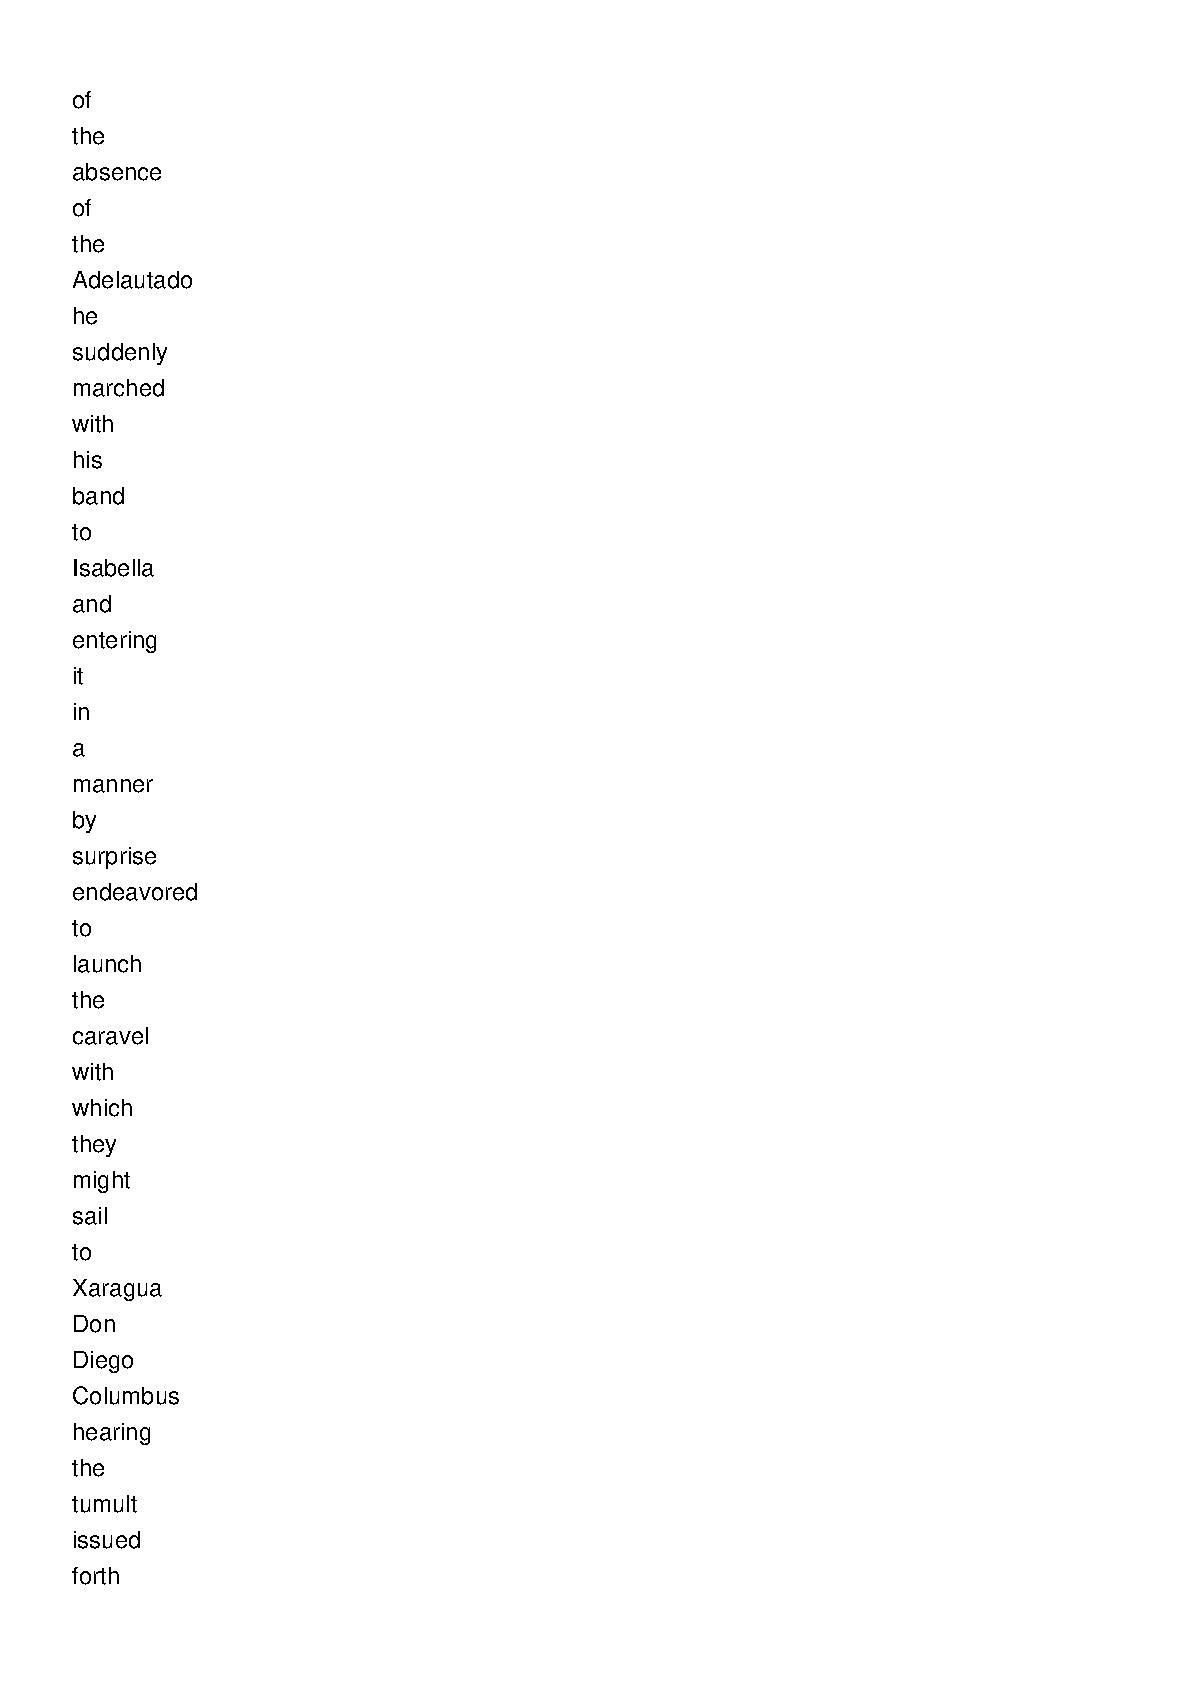 of
the
absence
of
the
Adelautado
he
suddenly
marched
with
his
band
to
Isabella
and
entering
it
in
a
manner
by
surprise
endeavored
to
launch
the
caravel
with
which
they
might
sail
to
Xaragua
Don
Diego
Columbus
hearing
the
tumult
issued
forth